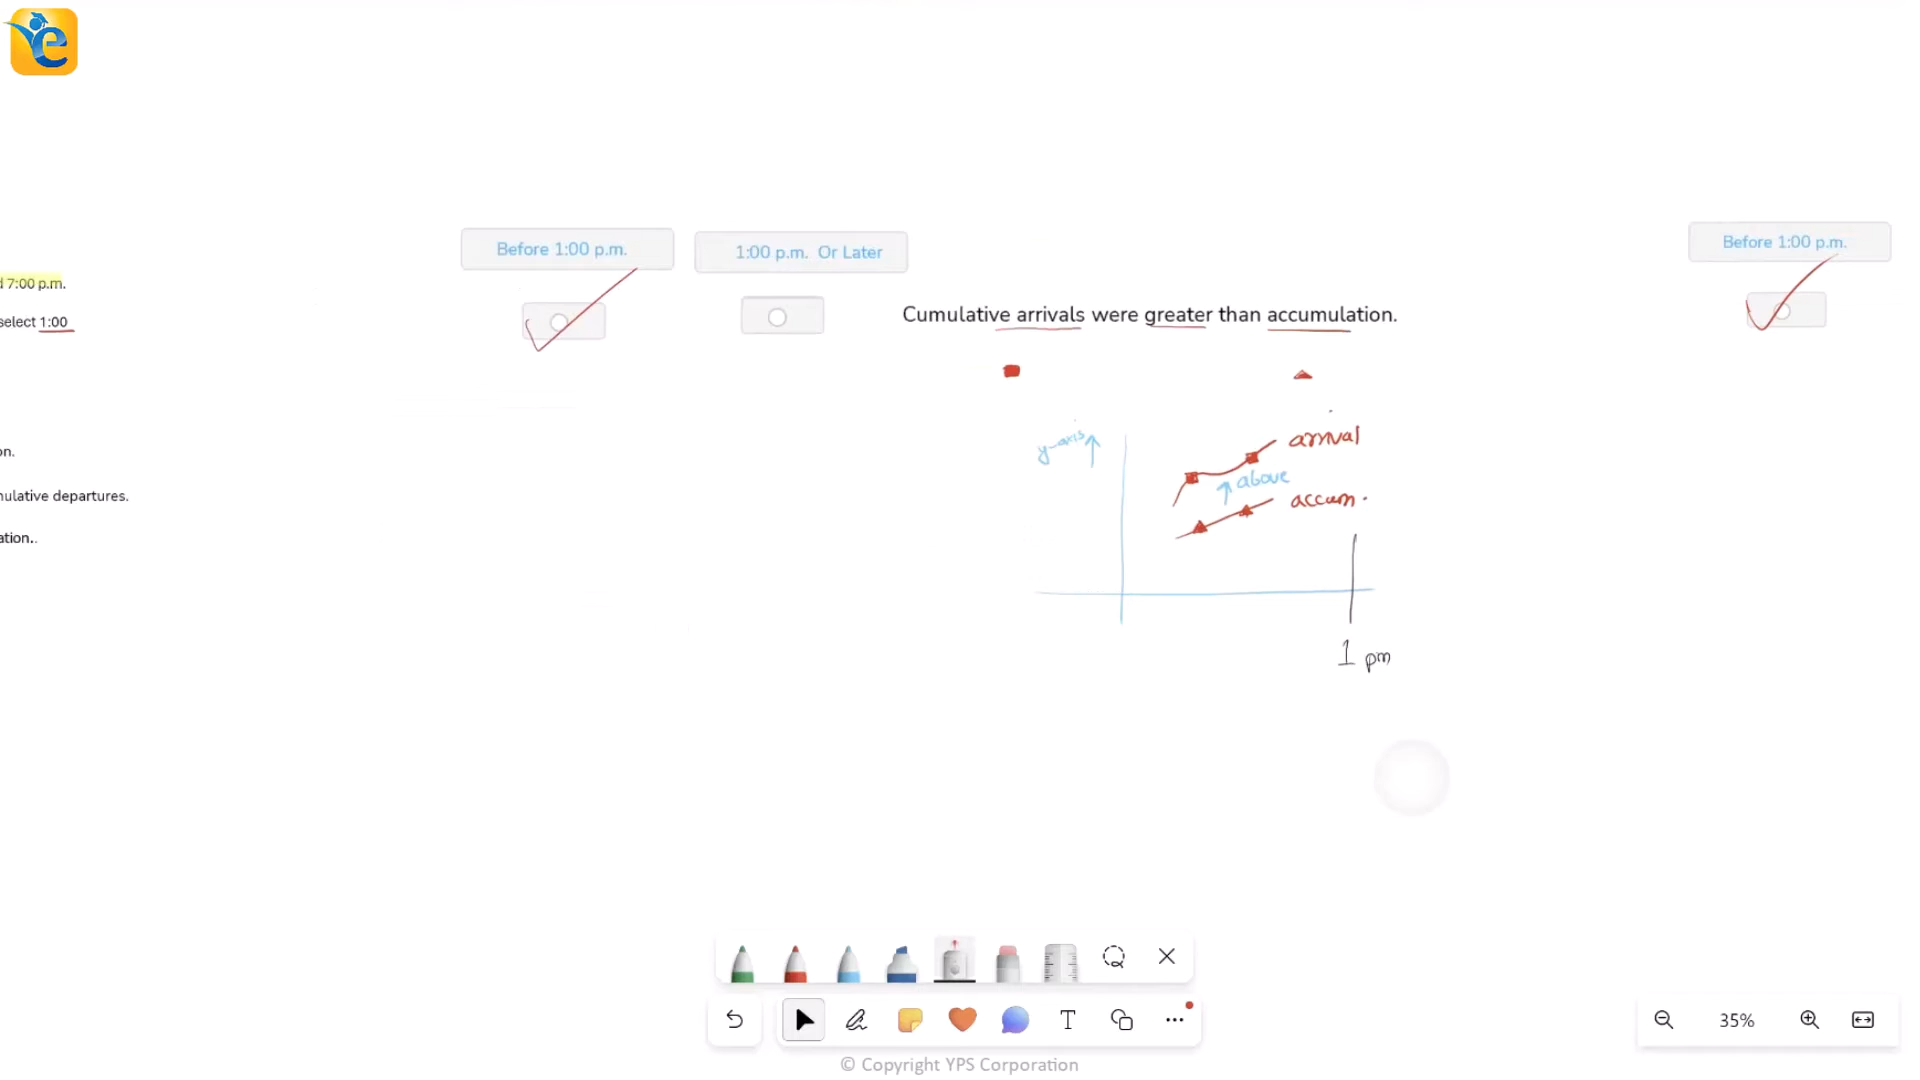 Before 1:00 p.m.
1:00 p.m. Or Later
Before 1:00 p.m.
7:00 p.m.
select 1:00
Cumulative arrivals were greater than accumulation.
y-axis
arrival
above
accum.
on.
mulative departures.
ation..
1 pm
35%
© Copyright YPS Corporation